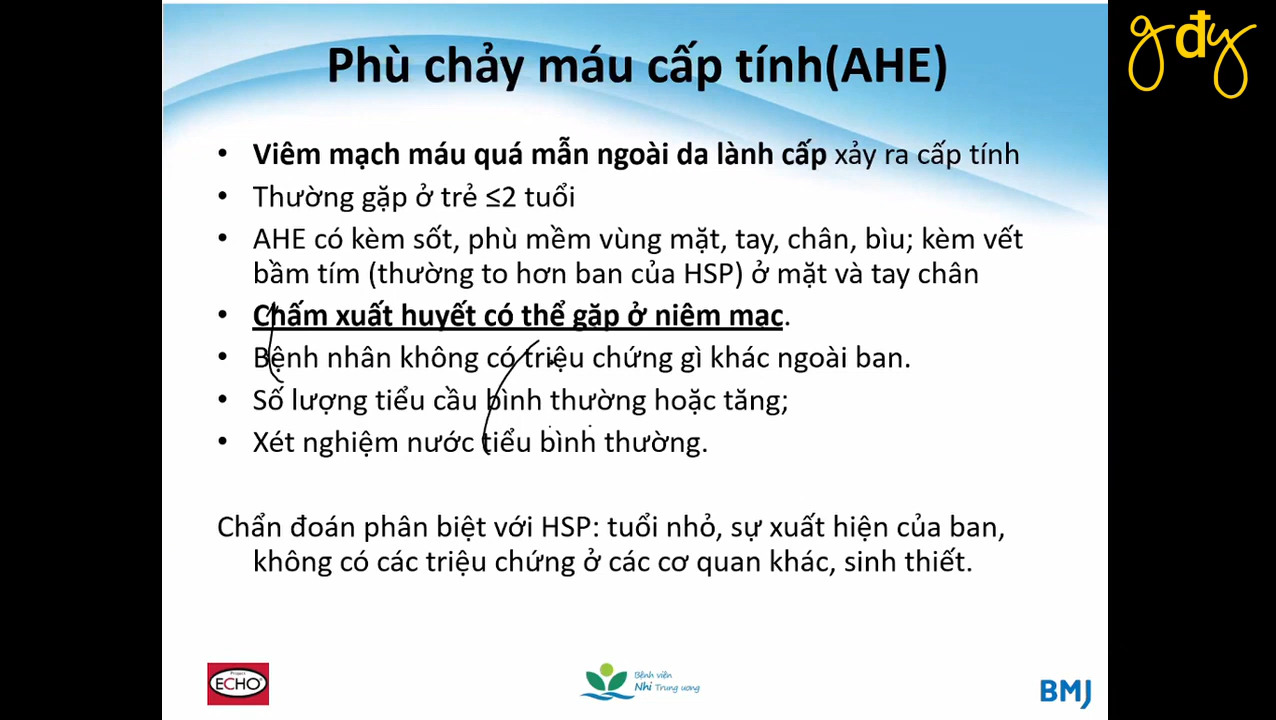 gđy
Phù chảy máu cấp tính(AHE)
• Viêm mạch máu quá mẫn ngoài da lành cấp xảy ra cấp tính
• Thường gặp ở trẻ ≤2 tuổi
• AHE có kèm sốt, phù mềm vùng mặt, tay, chân, bìu; kèm vết
bầm tím (thường to hơn ban của HSP) ở mặt và tay chân
• Chấm xuất huyết có thể gặp ở niêm mạc.
• Bệnh nhân không có triệu chứng gì khác ngoài ban.
• Số lượng tiểu cầu bình thường hoặc tăng;
• Xét nghiệm nước tiểu bình thường.
Chẩn đoán phân biệt với HSP: tuổi nhỏ, sự xuất hiện của ban,
không có các triệu chứng ở các cơ quan khác, sinh thiết.
Project
ECHO
Bệnh viện
Nhi Trung ương
BMJ